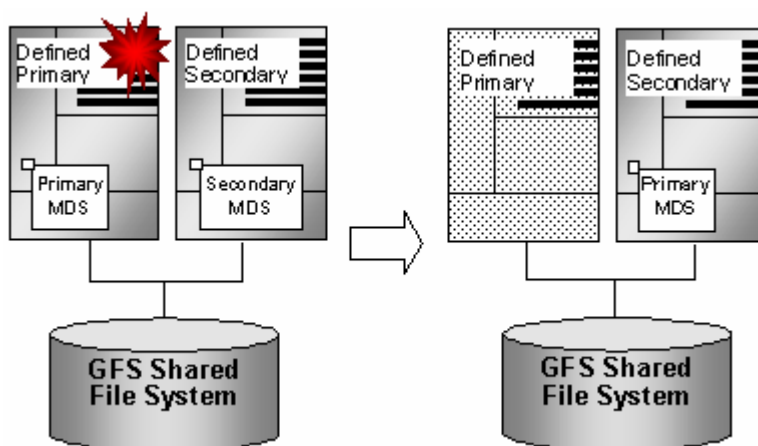 Defined
Primary
Primary
MDS
Defined
Secondary
Secondary
MDS
GFS Shared
File System
Defined
Primary
Defined
Secondary
Primary
MDS
GFS Shared
File System